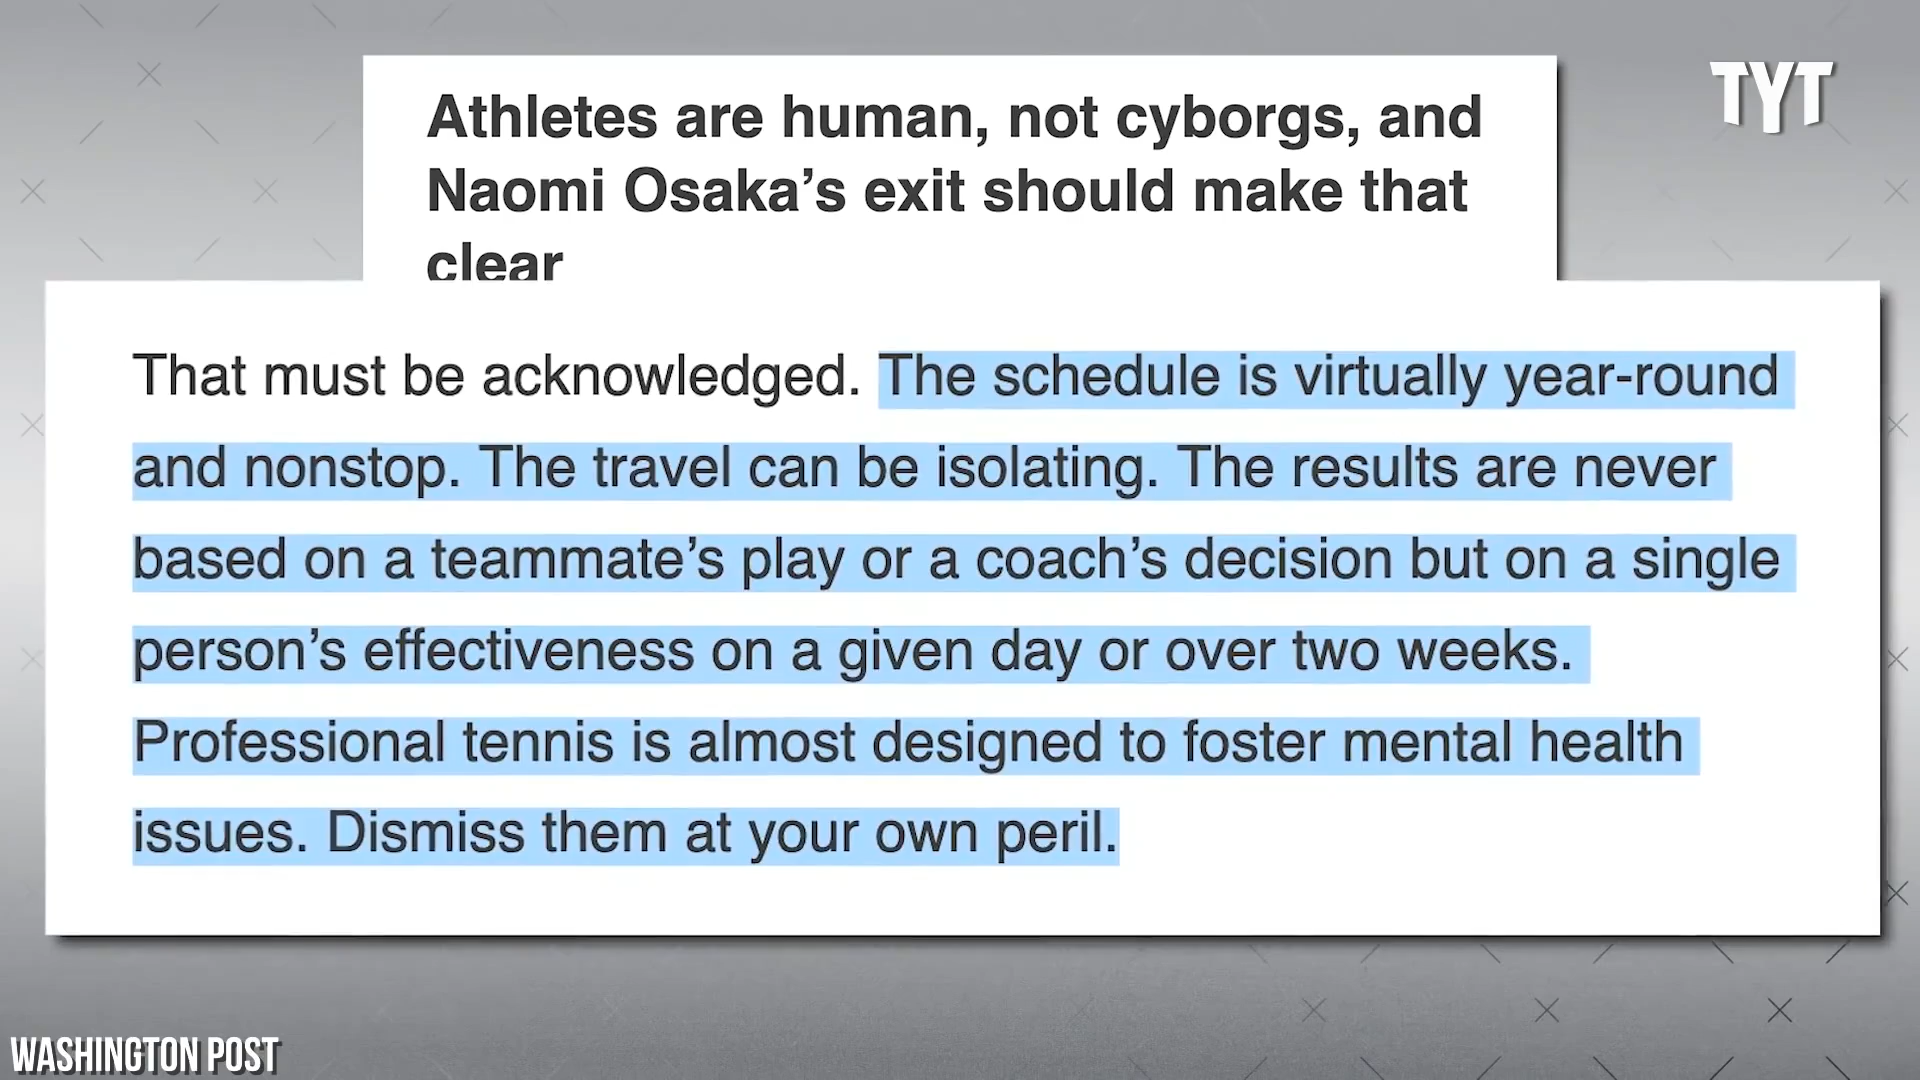 TYT
Athletes are human, not cyborgs, and
Naomi Osaka’s exit should make that
clear
That must be acknowledged. The schedule is virtually year-round
and nonstop. The travel can be isolating. The results are never
based on a teammate’s play or a coach’s decision but on a single
person’s effectiveness on a given day or over two weeks.
Professional tennis is almost designed to foster mental health
issues. Dismiss them at your own peril.
WASHINGTON POST